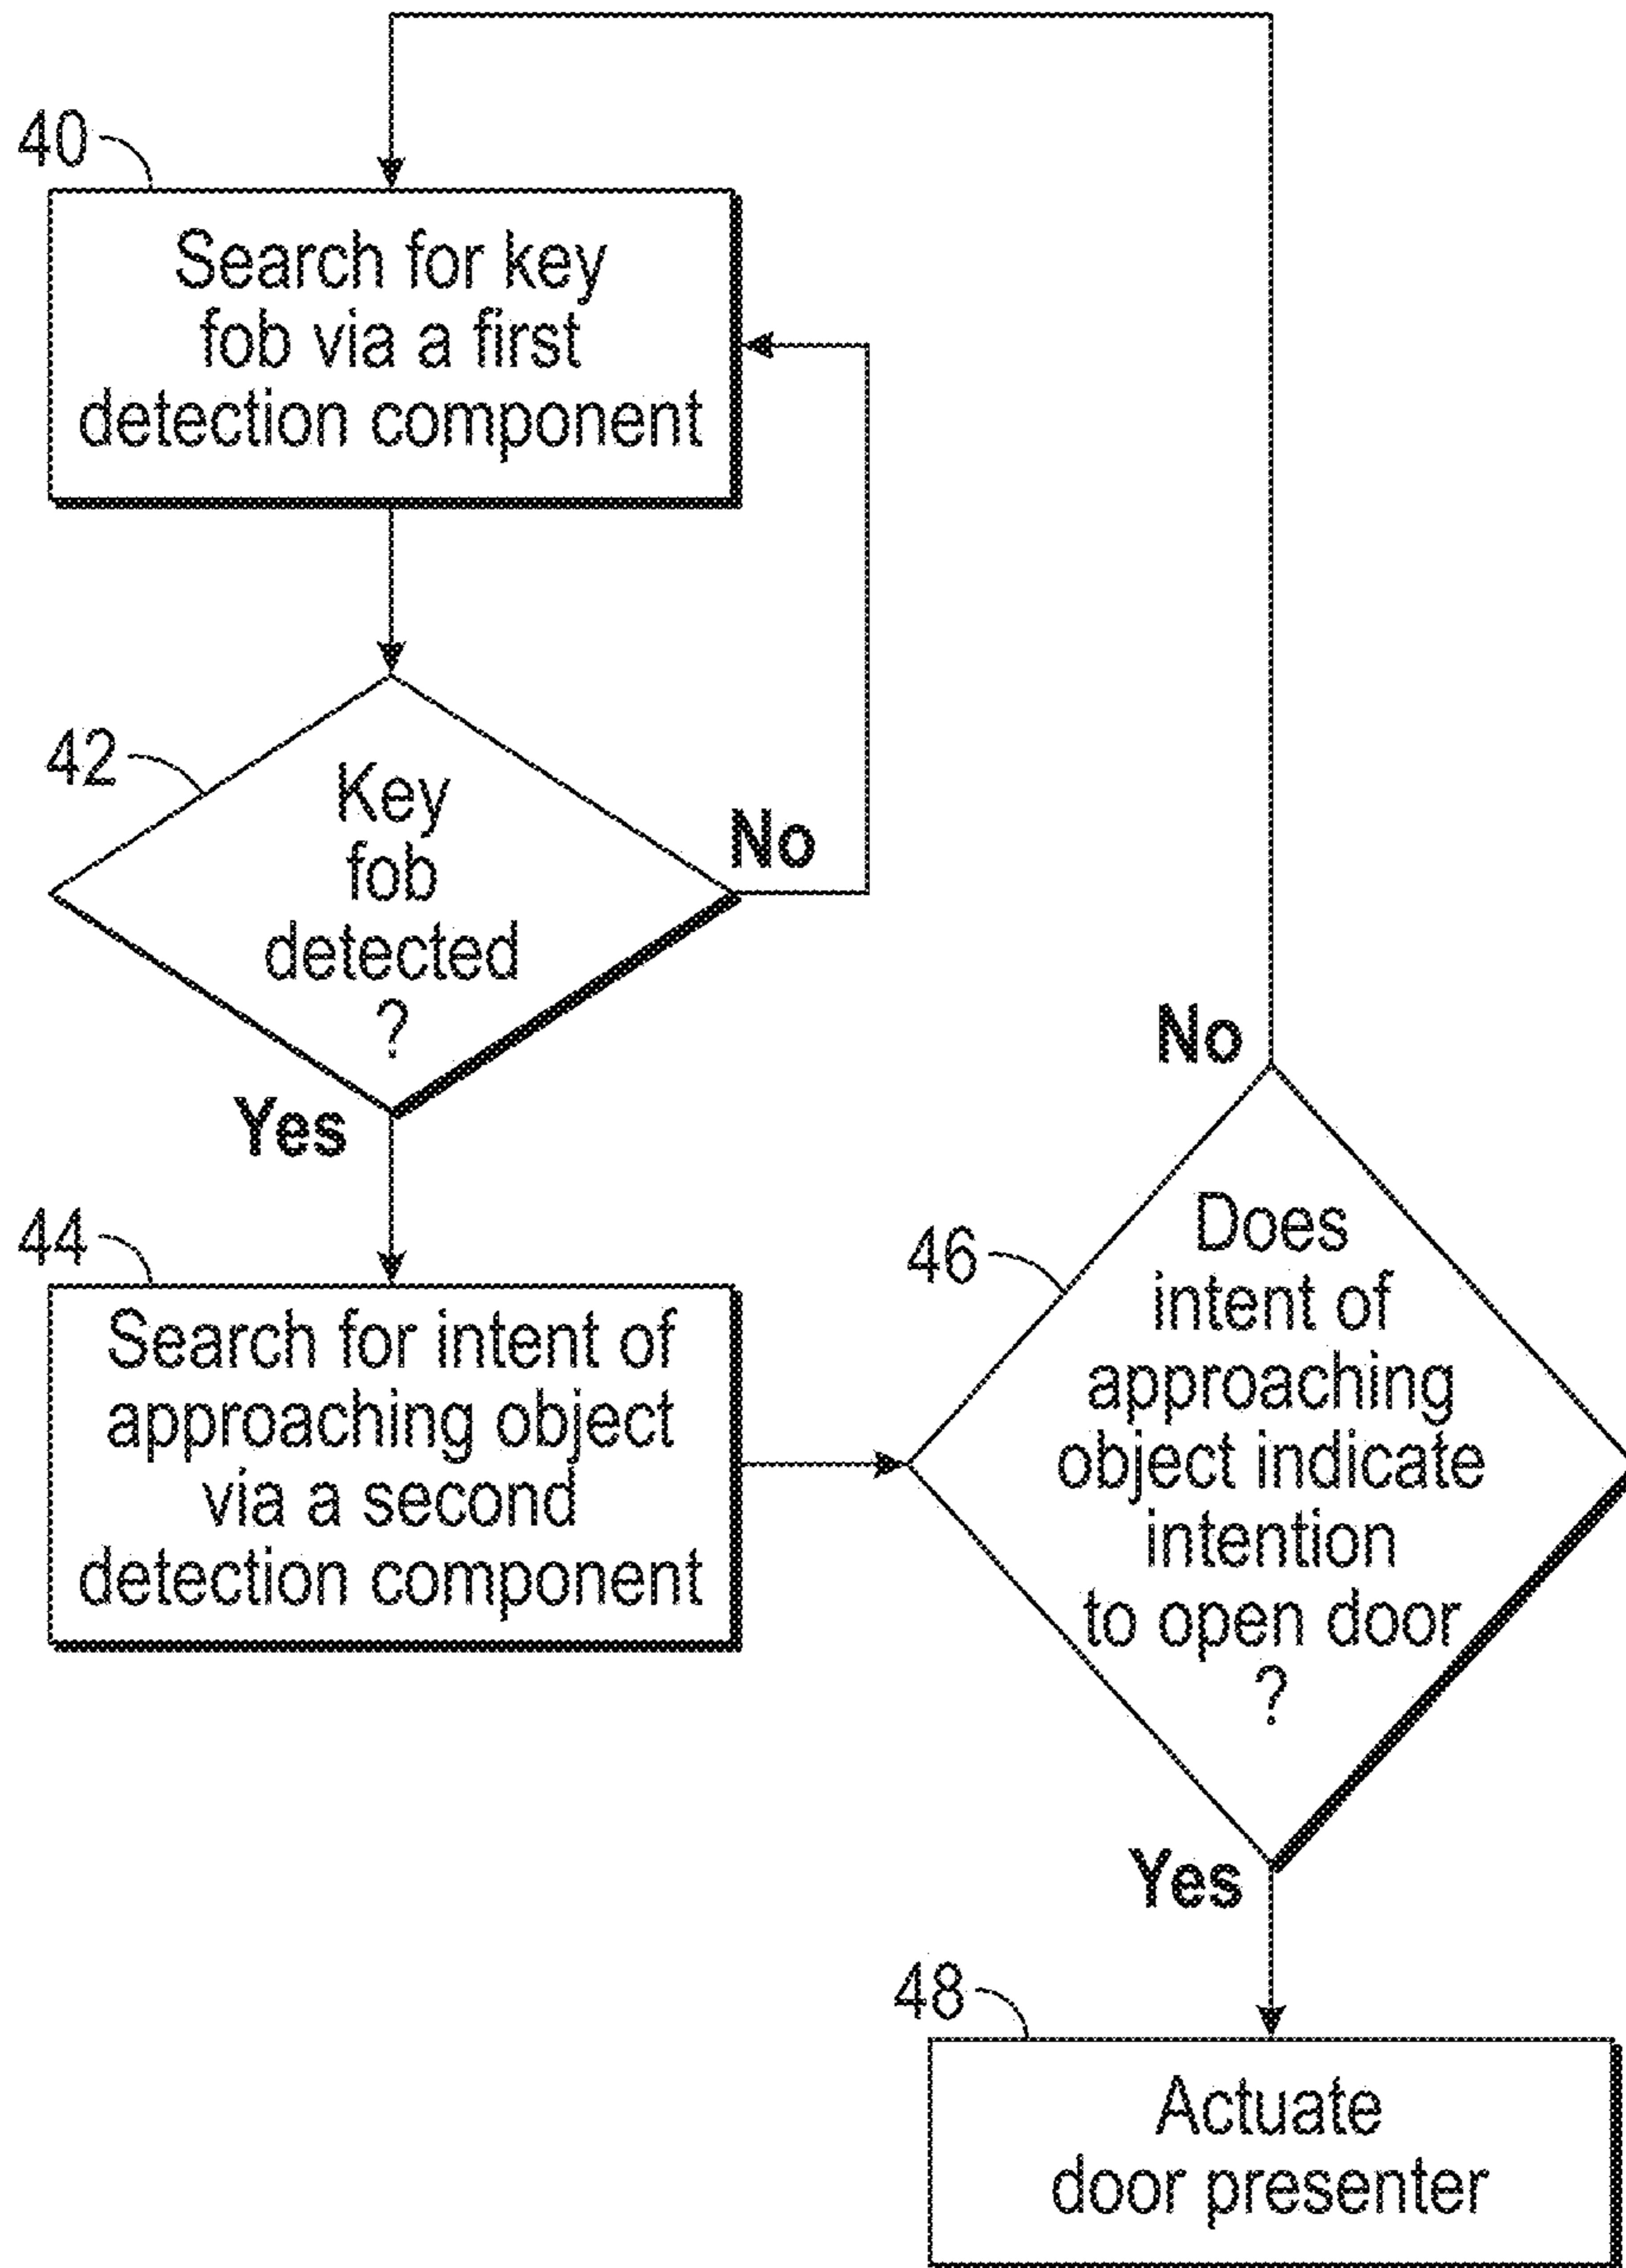 40
Search for key
fob via a first
detection component
42
Key
fob
detected
?
No
Yes
44
Search for intent of
approaching object
via a second
detection component
No
46
Does
intent of
approaching
object indicate
intention
to open door
?
Yes
48
Actuate
door presenter